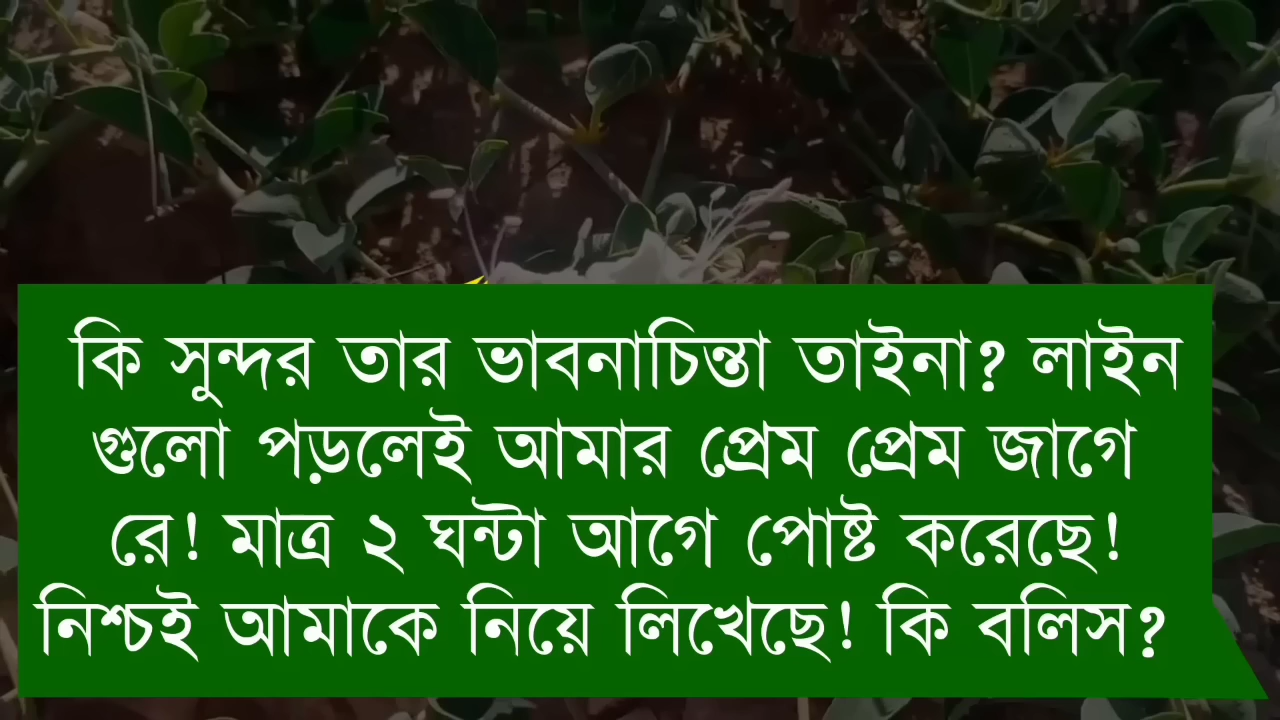 কি সুন্দর তার ভাবনাচিন্তা তাইনা? লাইন
গুলো পড়লেই আমার প্রেম প্রেম জাগে
রে! মাত্র ২ ঘন্টা আগে পোষ্ট করেছে!
নিশ্চই আমাকে নিয়ে লিখেছে! কি বলিস?